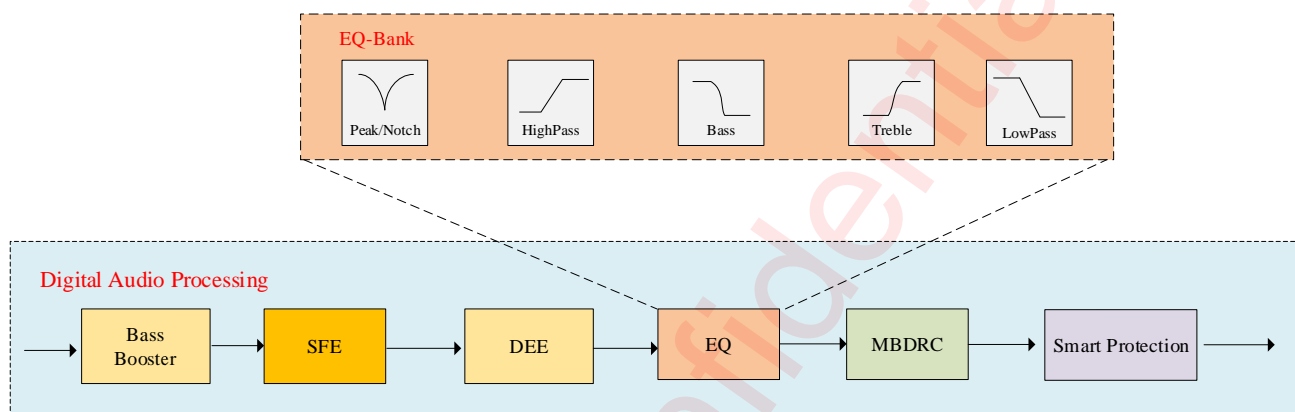 EQ-Bank
Peak/Notch
HighPass
Bass
Treble
LowPass
Digital Audio Processing
Bass
Booster
SFE
DEE
EQ
MBDRC
Smart Protection